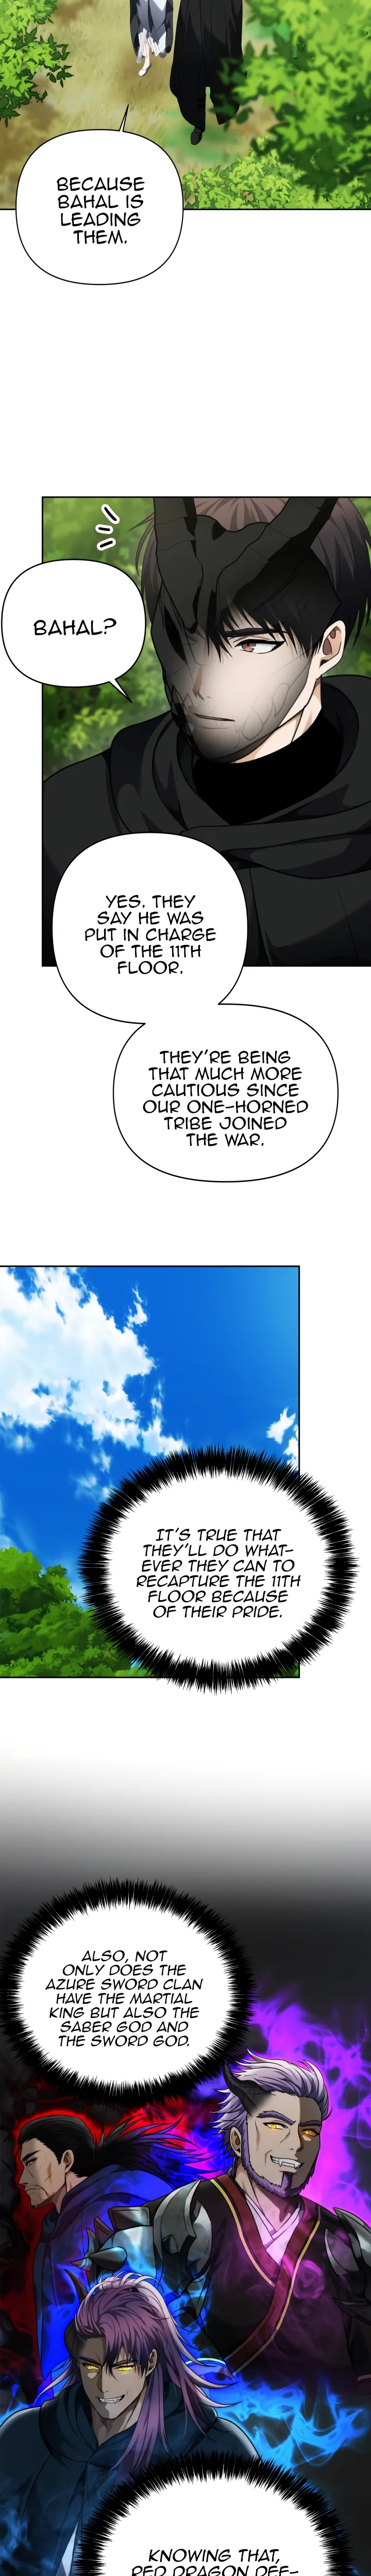 BECAUSE
BAHAL IS
LEADING
THEM.
BAHAL?
YES. THEY
SAY HE WAS
PUT IN CHARGE
OF THE 11TH
FLOOR.
THEY'RE BEING
THAT MUCH MORE
CAUTIOUS SINCE
OUR ONE-HORNED
TRIBE JOINED
THE WAR.
IT'S TRUE THAT
THEY'LL DO WHAT-
EVER THEY CAN TO
RECAPTURE THE 11TH
FLOOR BECAUSE
OF THEIR PRIDE.
ALSO, NOT
ONLY DOES THE
AZURE SWORD CLAN
HAVE THE MARTIAL
KING BUT ALSO THE
SABER GOD AND
THE SWORD GOD.
KNOWING THAT,
RED DRAGON DEF-